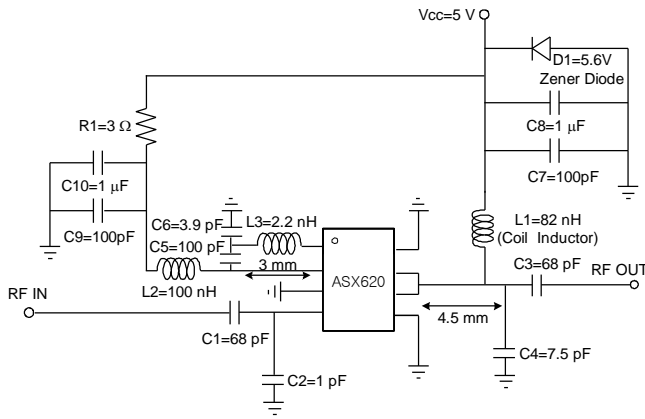 Vcc=5 V
D1=5.6V
Zener Diode
R1=3 Ω
C8=1 µF
C7=100pF
C10=1 µF
C9=100pF
C6=3.9 pF
L3=2.2 nH
C5=100 pF
3 mm
L2=100 nH
ASX620
L1=82 nH
(Coil Inductor)
C3=68 pF
RF OUT
4.5 mm
RF IN
C1=68 pF
C2=1 pF
C4=7.5 pF